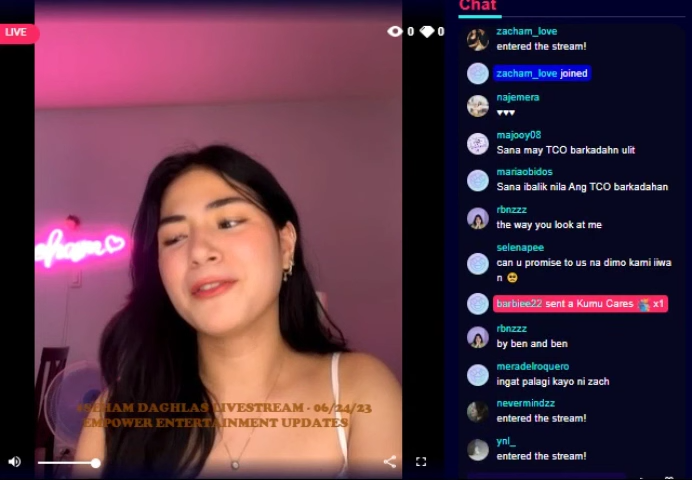 Chat
LIVE
0 0
zacham_love
entered the stream!
zacham_love joined
najemera
♥♥♥
majooy08
Sana may TCO barkadahn ulit
mariaobidos
Sana ibalik nila Ang TCO barkadahan
rbnzzz
the way you look at me
selenapee
can u promise to us na dimo kami iiwa
n 🥺
barbiee22 sent a Kumu Cares x1
rbnzzz
by ben and ben
meradelroquero
ingat palagi kayo ni zach
nevermindzz
entered the stream!
ynl_
entered the stream!
DAGHLAS LIVESTREAM - 06/24/23
EMPOWER ENTERTAINMENT UPDATES